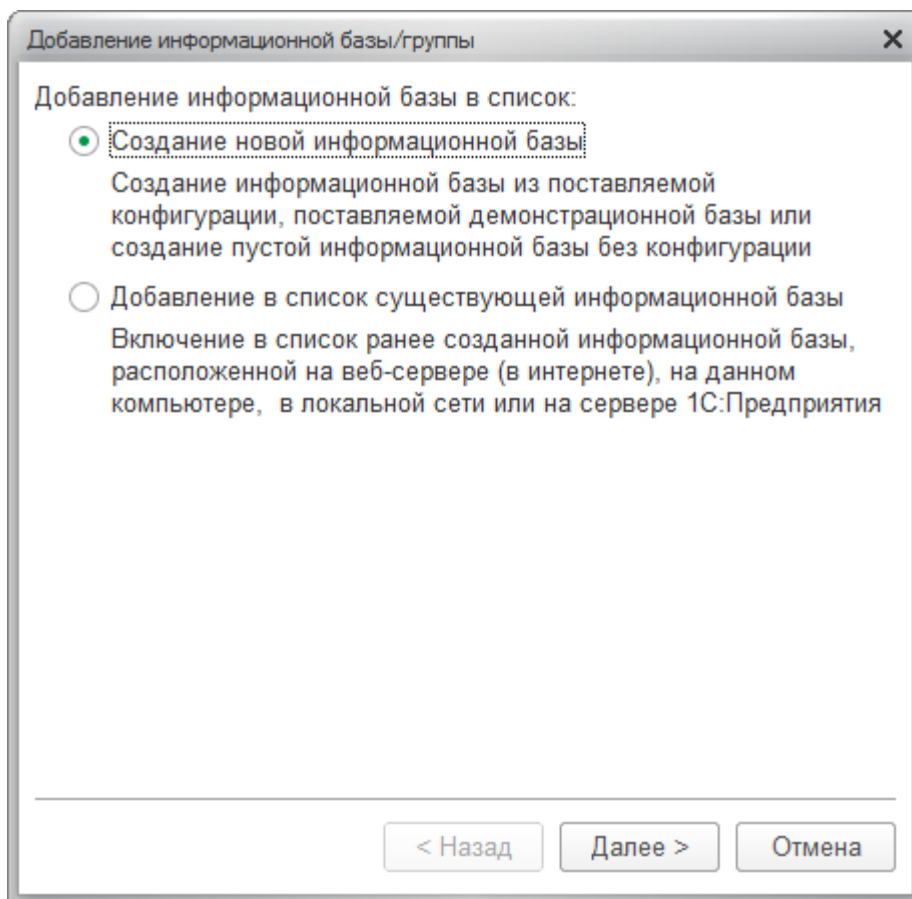 Добавление информационной базы/группы
Добавление информационной базы в список:
Создание новой информационной базы
Создание информационной базы из поставляемой
конфигурации, поставляемой демонстрационной базы или
создание пустой информационной базы без конфигурации
Добавление в список существующей информационной базы
Включение в список ранее созданной информационной базы,
расположенной на веб-сервере (в интернете), на данном
компьютере,  в локальной сети или на сервере 1С:Предприятия
< Назад
Далее >
Отмена